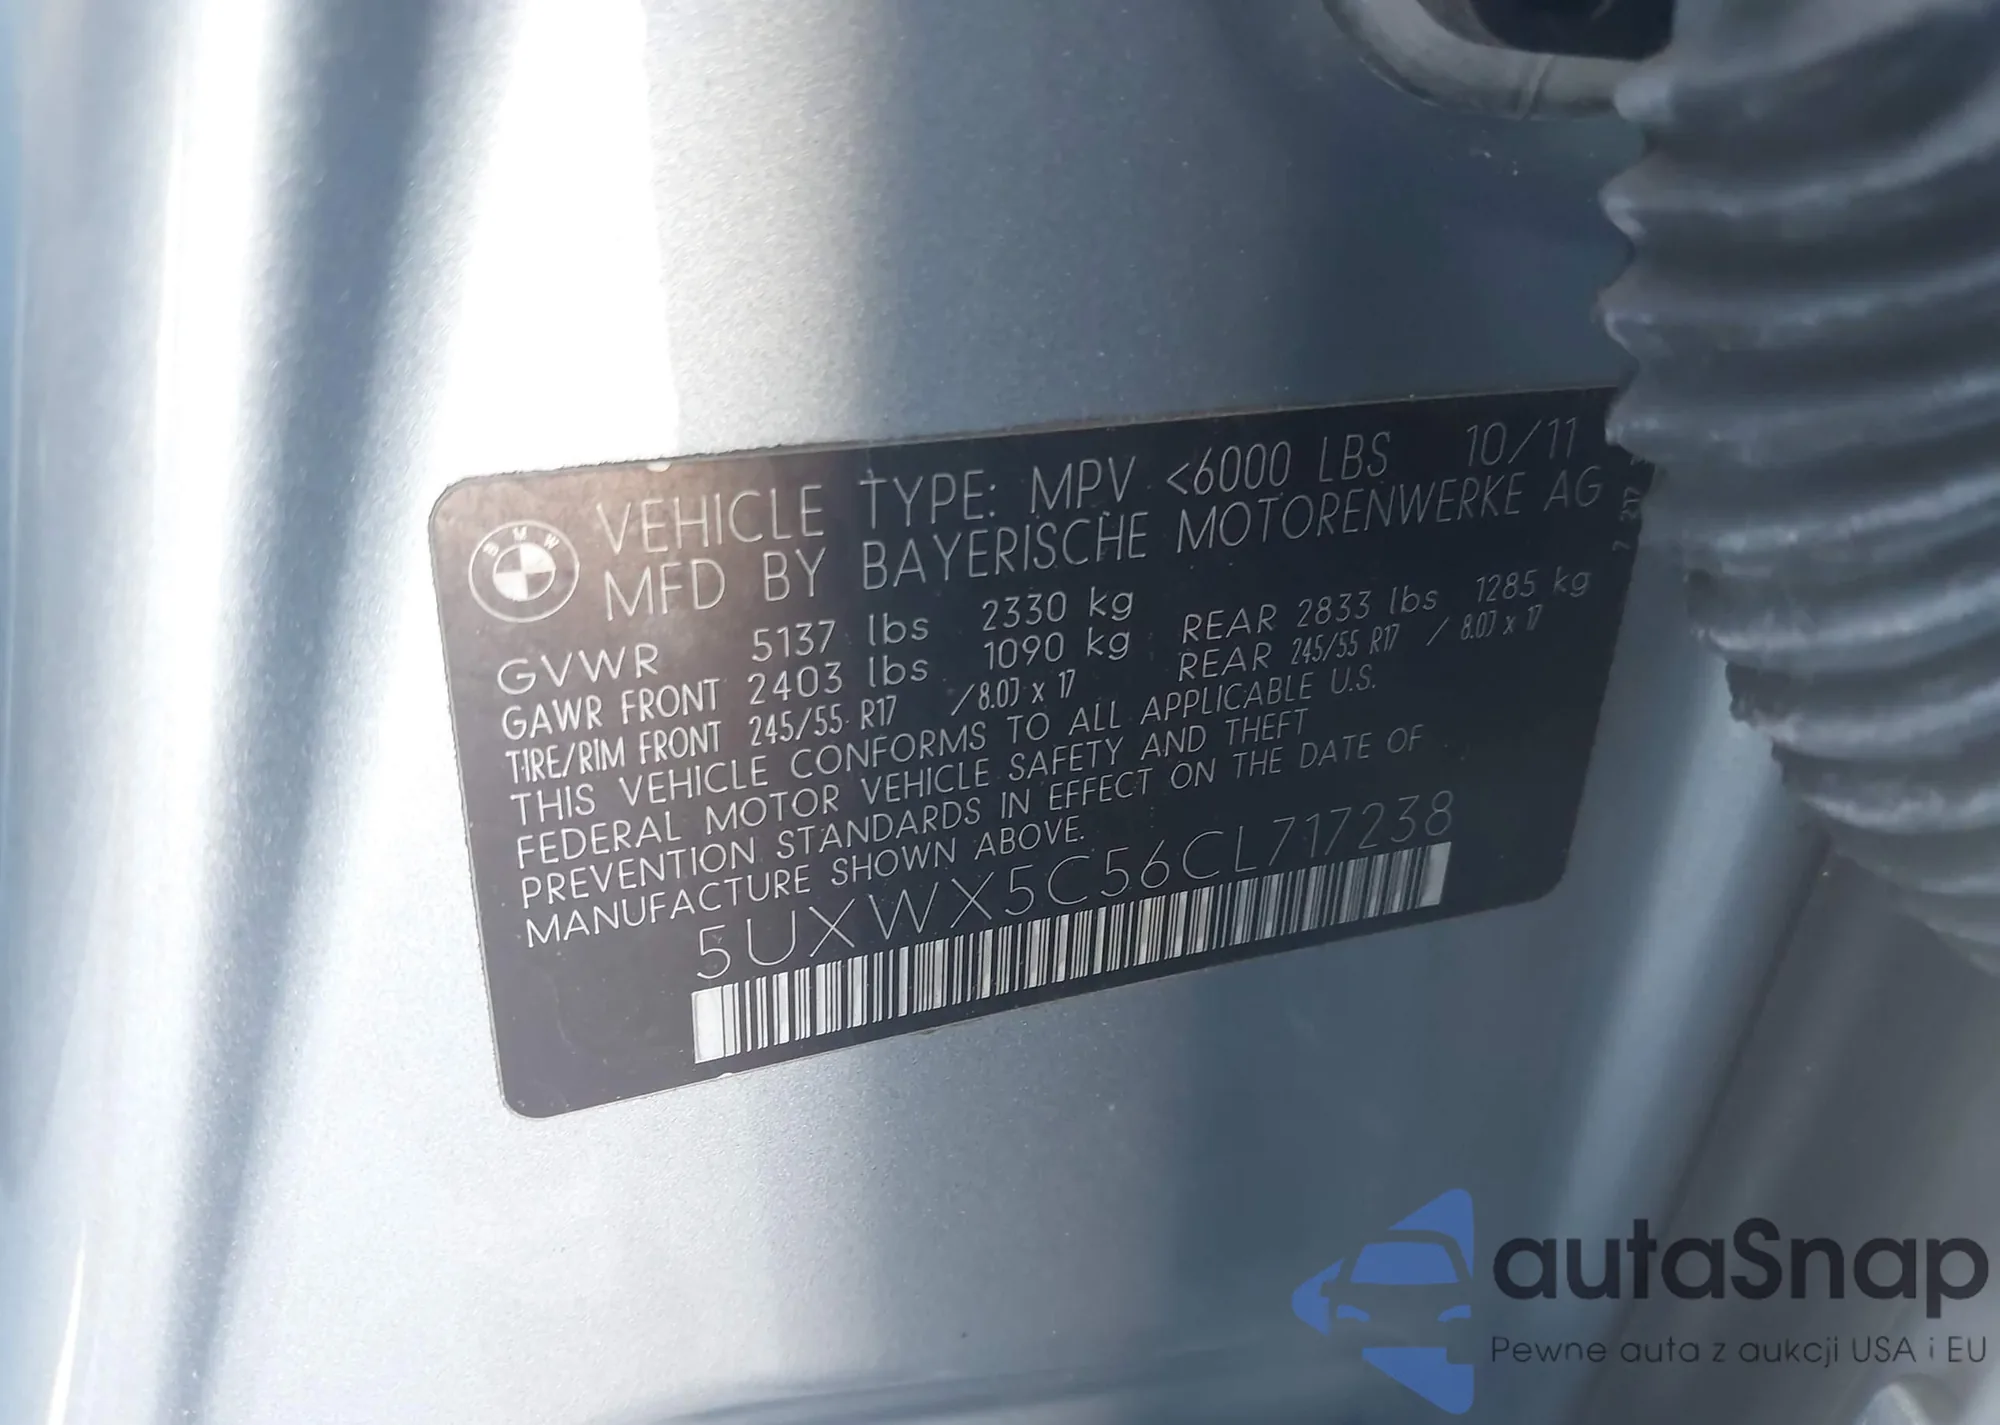 BMW
VEHICLE TYPE: MPV <6000 LBS 10/11
MFD BY BAYERISCHE MOTORENWERKE AG
GVWR 5137 lbs 2330 kg
GAWR FRONT 2403 lbs 1090 kg REAR 2833 lbs 1285 kg
TIRE/RIM FRONT 245/55 R17 /8.0J x 17 REAR 245/55 R17 / 8.0J x 17
THIS VEHICLE CONFORMS TO ALL APPLICABLE U.S.
FEDERAL MOTOR VEHICLE SAFETY AND THEFT
PREVENTION STANDARDS IN EFFECT ON THE DATE OF
MANUFACTURE SHOWN ABOVE.
5UXWX5C56CL717238
autaSnap
Pewne auta z aukcji USA i EU